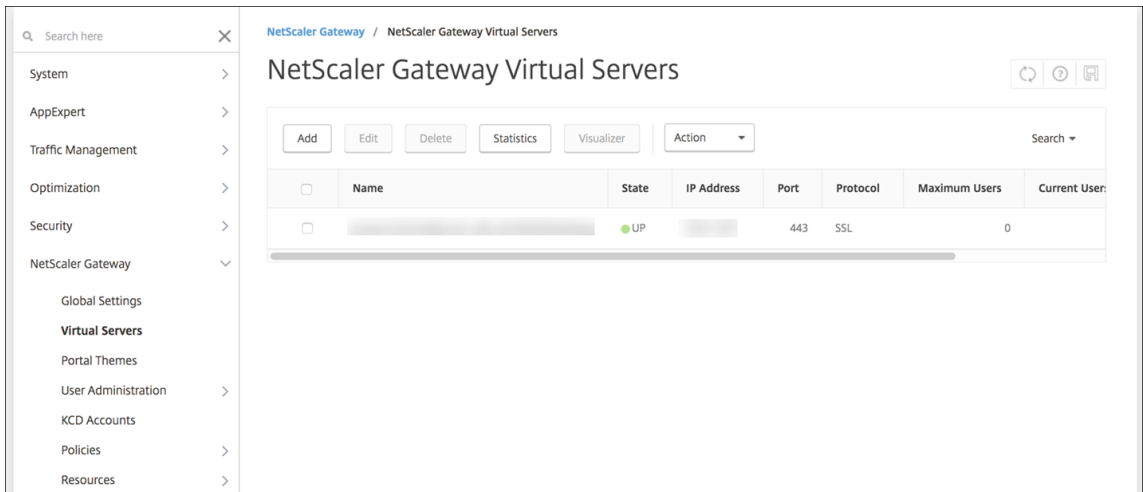 Search here
System
AppExpert
Traffic Management
Optimization
Security
NetScaler Gateway
Global Settings
Virtual Servers
Portal Themes
User Administration
KCD Accounts
Policies
Resources
NetScaler Gateway / NetScaler Gateway Virtual Servers
NetScaler Gateway Virtual Servers
Add Edit Delete Statistics Visualizer Action Search
Name State IP Address Port Protocol Maximum Users Current Users
UP 443 SSL 0